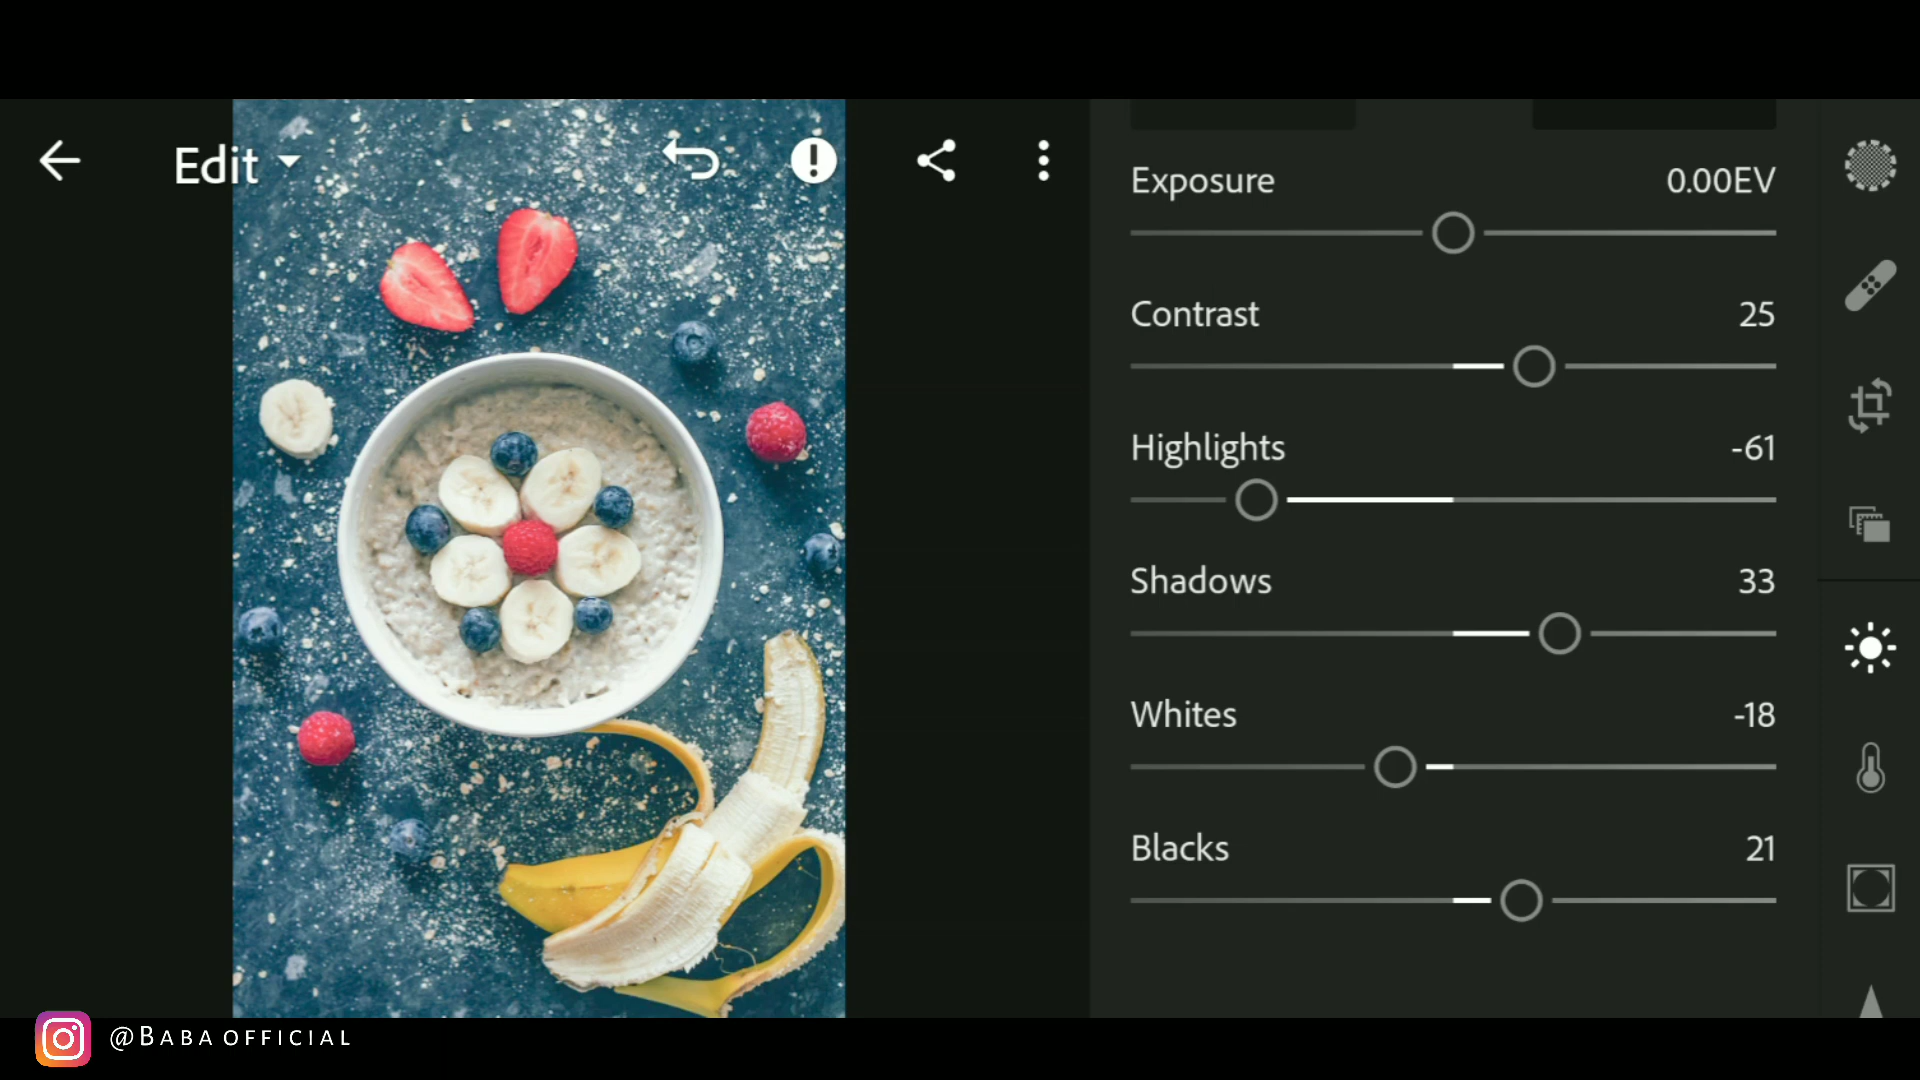 Edit
Exposure 0.00EV
Contrast 25
Highlights -61
Shadows 33
Whites -18
Blacks 21
@BABA OFFICIAL